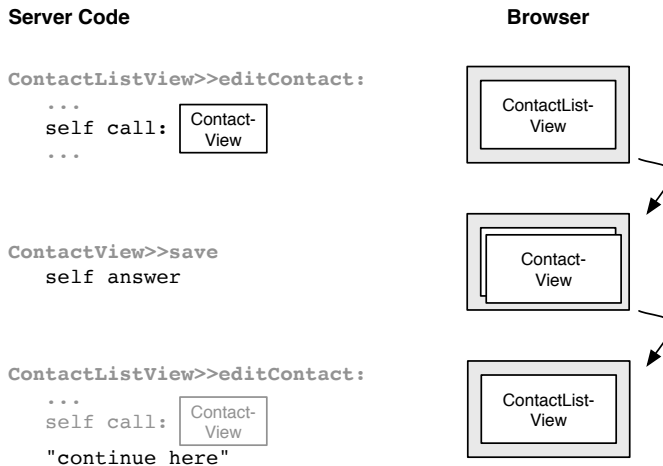 Server Code
Browser
ContactListView>>editContact:
...
self call:
Contact-
View
...
ContactList-
View
ContactView>>save
self answer
Contact-
View
ContactListView>>editContact:
...
self call:
Contact-
View
"continue here"
ContactList-
View